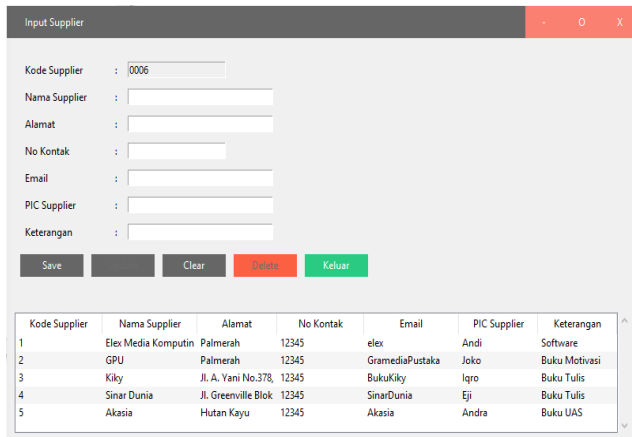 Input Supplier - O X
Kode Supplier : 0006
Nama Supplier :
Alamat :
No Kontak :
Email :
PIC Supplier :
Keterangan :
Save Clear Delete Keluar
Kode Supplier Nama Supplier Alamat No Kontak Email PIC Supplier Keterangan
1 Elex Media Komputin Palmerah 12345 elex Andi Software
2 GPU Palmerah 12345 GramediaPustaka Joko Buku Motivasi
3 Kiky Jl. A. Yani No.378, 12345 BukuKiky Iqro Buku Tulis
4 Sinar Dunia Jl. Greenville Blok 12345 SinarDunia Eji Buku Tulis
5 Akasia Hutan Kayu 12345 Akasia Andra Buku UAS